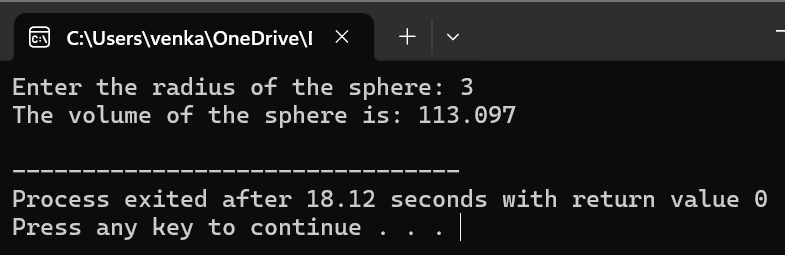 C:\Users\venka\OneDrive\I
Enter the radius of the sphere: 3
The volume of the sphere is: 113.097
--------------------------------
Process exited after 18.12 seconds with return value 0
Press any key to continue . . .